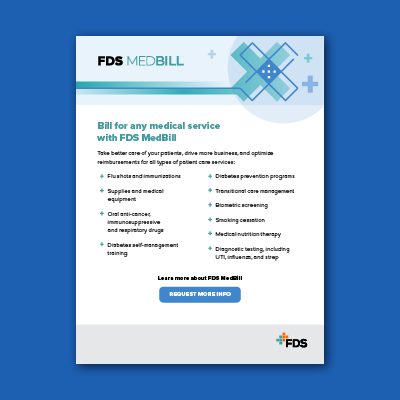 FDS MEDBILL
Bill for any medical service
with FDS MedBill
Take better care of your patients, drive more business, and optimize
reimbursements for all types of patient care services:
Flu shots and immunizations
Supplies and medical
equipment
Oral anti-cancer,
immunosuppressive
and respiratory drugs
Diabetes self-management
training
Diabetes prevention programs
Transitional care management
Biometric screening
Smoking cessation
Medical nutrition therapy
Diagnostic testing, including
UTI, influenza, and strep
Learn more about FDS MedBill
REQUEST MORE INFO
FDS